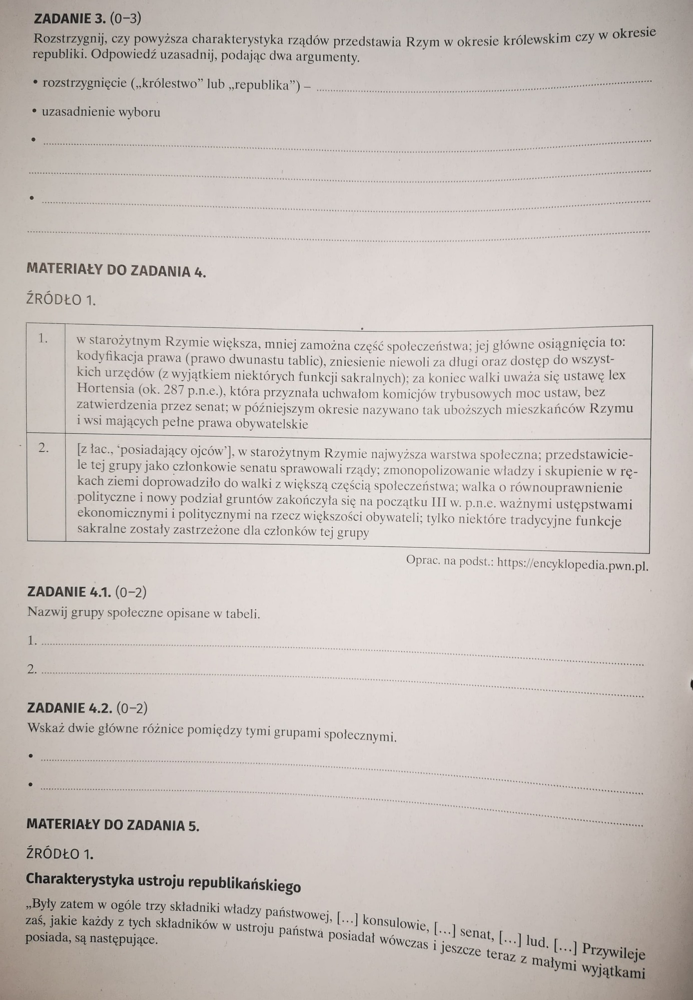 ZADANIE 3. (0–3)
Rozstrzygnij, czy powyższa charakterystyka rządów przedstawia Rzym w okresie królewskim czy w okresie
republiki. Odpowiedź uzasadnij, podając dwa argumenty.
• rozstrzygnięcie („królestwo” lub „republika”) –
• uzasadnienie wyboru
•
•
MATERIAŁY DO ZADANIA 4.
ŹRÓDŁO 1.
1.
w starożytnym Rzymie większa, mniej zamożna część społeczeństwa; jej główne osiągnięcia to:
kodyfikacja prawa (prawo dwunastu tablic), zniesienie niewoli za długi oraz dostęp do wszyst-
kich urzędów (z wyjątkiem niektórych funkcji sakralnych); za koniec walki uważa się ustawę lex
Hortensia (ok. 287 p.n.e.), która przyznała uchwałom komicjów trybusowych moc ustaw, bez
zatwierdzenia przez senat; w późniejszym okresie nazywano tak uboższych mieszkańców Rzymu
i wsi mających pełne prawa obywatelskie
2.
[z łac., ‘posiadający ojców’], w starożytnym Rzymie najwyższa warstwa społeczna; przedstawicie-
le tej grupy jako członkowie senatu sprawowali rządy; zmonopolizowanie władzy i skupienie w rę-
kach ziemi doprowadziło do walki z większą częścią społeczeństwa; walka o równouprawnienie
polityczne i nowy podział gruntów zakończyła się na początku III w. p.n.e. ważnymi ustępstwami
ekonomicznymi i politycznymi na rzecz większości obywateli; tylko niektóre tradycyjne funkcje
sakralne zostały zastrzeżone dla członków tej grupy
Oprac. na podst.: https://encyklopedia.pwn.pl.
ZADANIE 4.1. (0–2)
Nazwij grupy społeczne opisane w tabeli.
1.
2.
ZADANIE 4.2. (0–2)
Wskaż dwie główne różnice pomiędzy tymi grupami społecznymi.
•
•
MATERIAŁY DO ZADANIA 5.
ŹRÓDŁO 1.
Charakterystyka ustroju republikańskiego
„Były zatem w ogóle trzy składniki władzy państwowej, [...] konsulowie, [...] senat, [...] lud. [...] Przywileje
zaś, jakie każdy z tych składników w ustroju państwa posiadał wówczas i jeszcze teraz z małymi wyjątkami
posiada, są następujące.